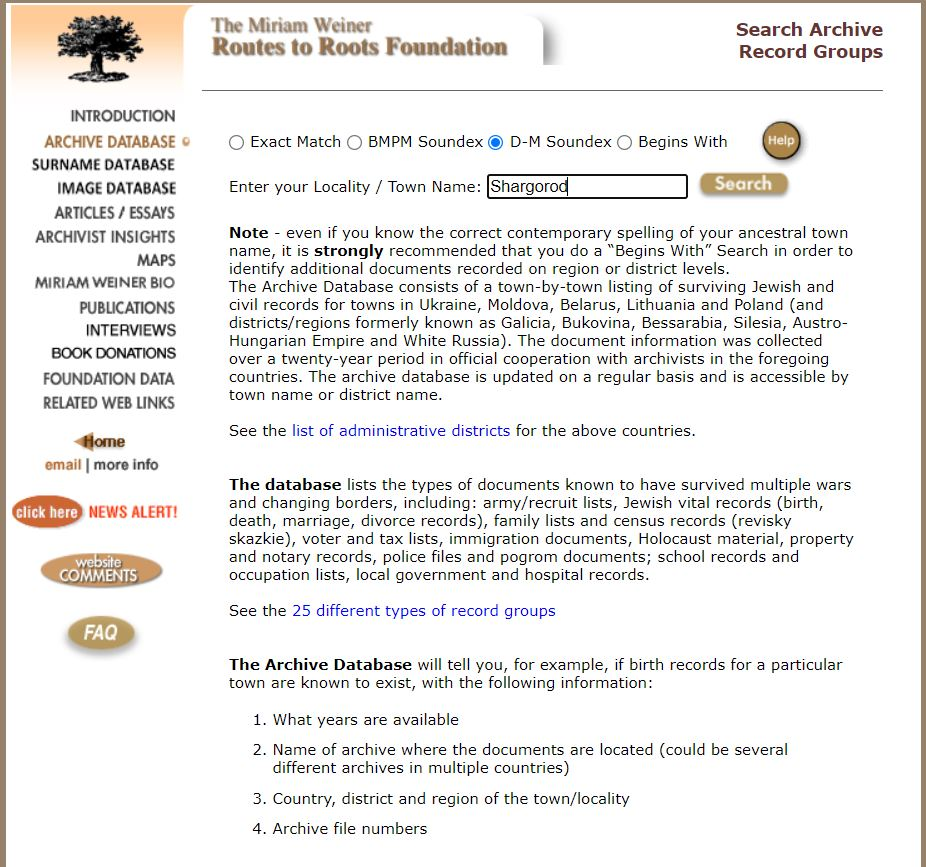 The Miriam Weiner
Routes to Roots Foundation
Search Archive
Record Groups
INTRODUCTION
ARCHIVE DATABASE
SURNAME DATABASE
IMAGE DATABASE
ARTICLES / ESSAYS
ARCHIVIST INSIGHTS
MAPS
MIRIAM WEINER BIO
PUBLICATIONS
INTERVIEWS
BOOK DONATIONS
FOUNDATION DATA
RELATED WEB LINKS
Home
email | more info
click here NEWS ALERT!
website
COMMENTS
FAQ
Exact Match BMPM Soundex D-M Soundex Begins With Help
Enter your Locality / Town Name: Shargorod Search
Note - even if you know the correct contemporary spelling of your ancestral town
name, it is strongly recommended that you do a “Begins With” Search in order to
identify additional documents recorded on region or district levels.
The Archive Database consists of a town-by-town listing of surviving Jewish and
civil records for towns in Ukraine, Moldova, Belarus, Lithuania and Poland (and
districts/regions formerly known as Galicia, Bukovina, Bessarabia, Silesia, Austro-
Hungarian Empire and White Russia). The document information was collected
over a twenty-year period in official cooperation with archivists in the foregoing
countries. The archive database is updated on a regular basis and is accessible by
town name or district name.
See the list of administrative districts for the above countries.
The database lists the types of documents known to have survived multiple wars
and changing borders, including: army/recruit lists, Jewish vital records (birth,
death, marriage, divorce records), family lists and census records (revisky
skazkie), voter and tax lists, immigration documents, Holocaust material, property
and notary records, police files and pogrom documents; school records and
occupation lists, local government and hospital records.
See the 25 different types of record groups
The Archive Database will tell you, for example, if birth records for a particular
town are known to exist, with the following information:
1. What years are available
2. Name of archive where the documents are located (could be several
different archives in multiple countries)
3. Country, district and region of the town/locality
4. Archive file numbers